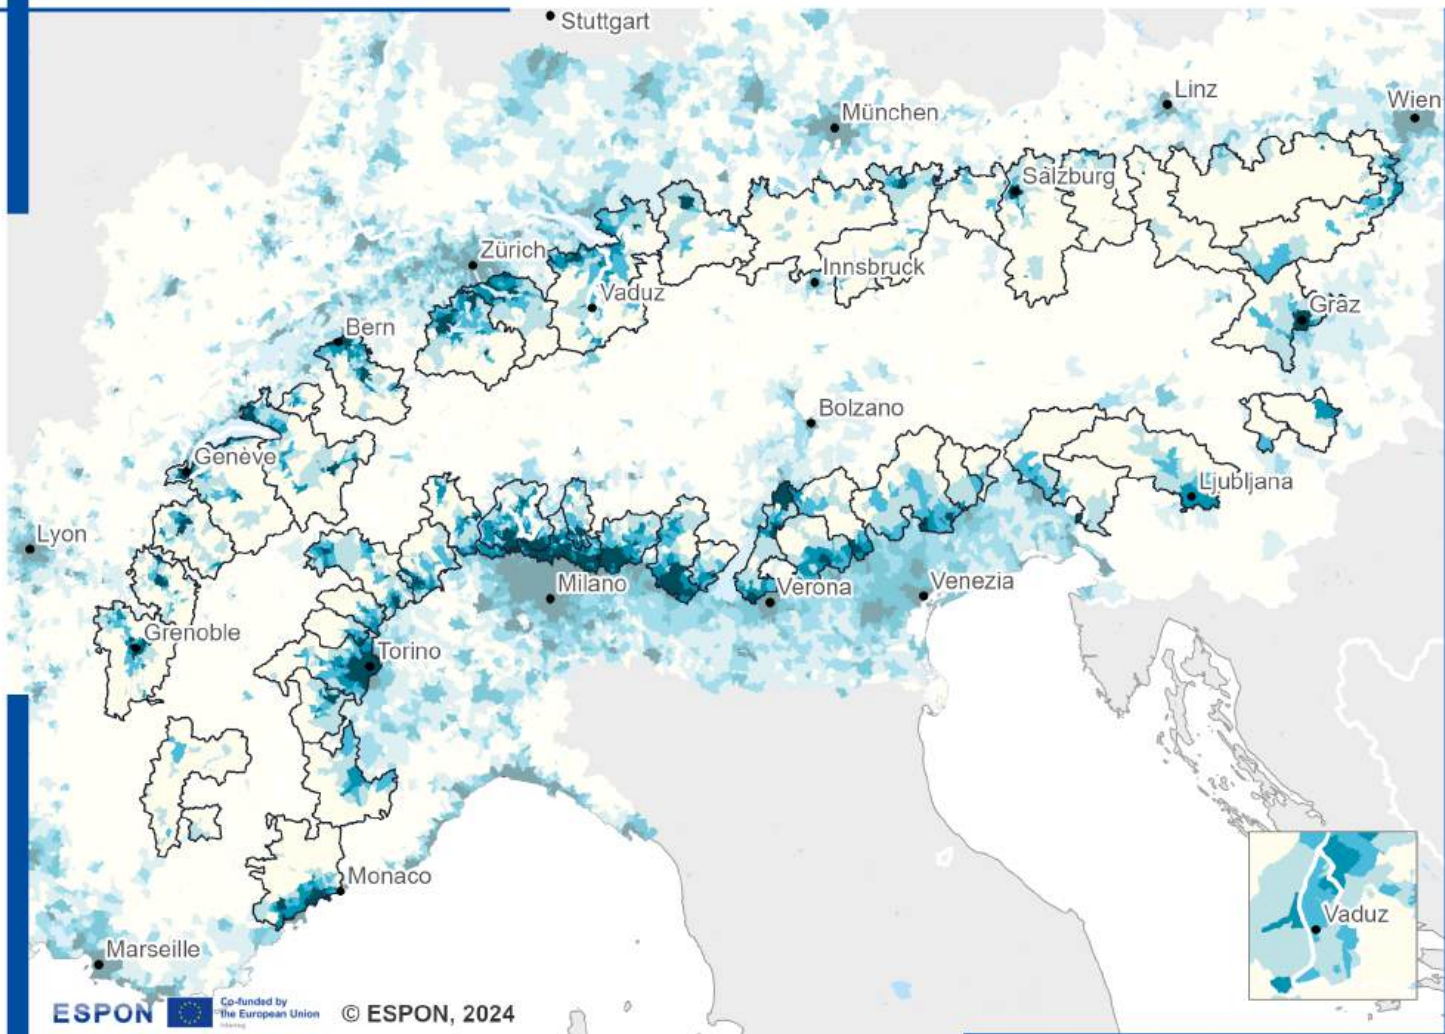 Stuttgart
Linz
Wien
München
Salzburg
Zürich
Innsbruck
Vaduz
Graz
Bern
Bolzano
Genève
Ljubljana
Lyon
Milano
Verona
Venezia
Grenoble
Torino
Monaco
Vaduz
Marseille
ESPON
Co-funded by
the European Union
Interreg
© ESPON, 2024